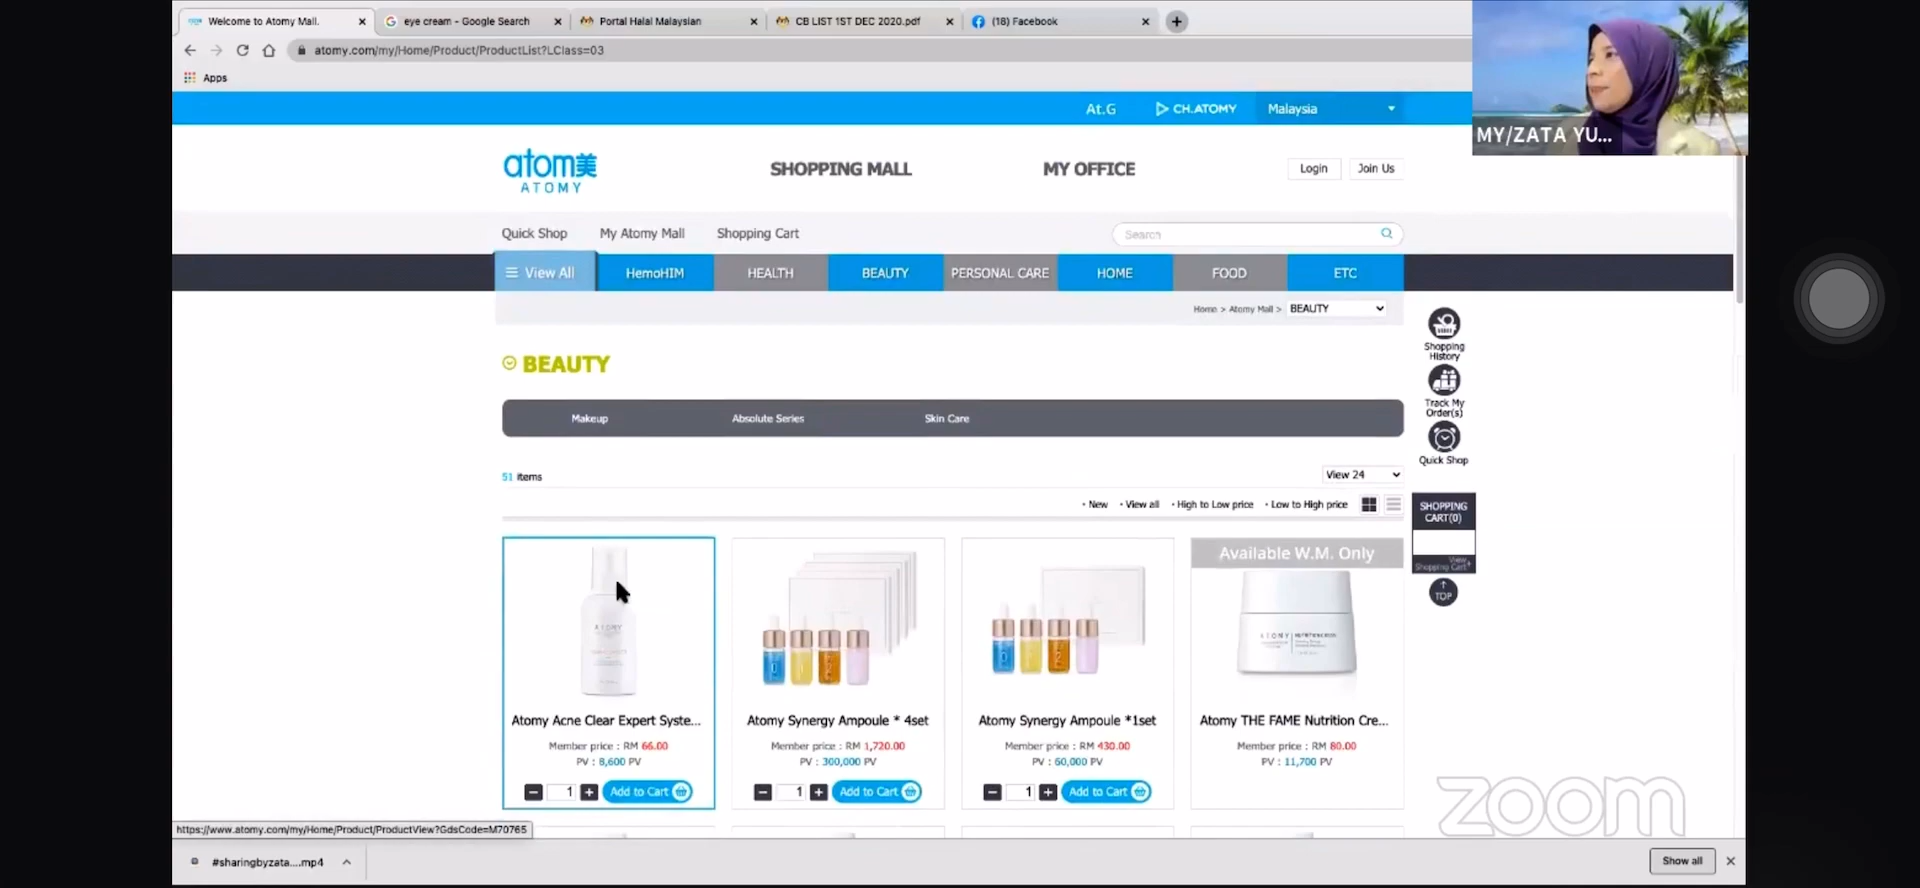 Welcome to Atomy Mall.
eye cream - Google Search
Portal Halal Malaysian
CB LIST 1ST DEC 2020.pdf
(18) Facebook
atomy.com/my/Home/Product/ProductList?LClass=03
Apps
MY/ZATA YU...
At.G
CH.ATOMY
Malaysia
atom美
ATOMY
SHOPPING MALL
MY OFFICE
Login
Join Us
Quick Shop
My Atomy Mall
Shopping Cart
Search
View All
HemoHIM
HEALTH
BEAUTY
PERSONAL CARE
HOME
FOOD
ETC
Home > Atomy Mall > BEAUTY
BEAUTY
Makeup
Absolute Series
Skin Care
51 items
View 24
• New • View all • High to Low price • Low to High price
Shopping
History
Track My
Order(s)
Quick Shop
SHOPPING
CART(0)
View
Shopping Cart
TOP
Available W.M. Only
ATOMY
ATOMY
Atomy Acne Clear Expert Syste...
Member price : RM 66.00
PV : 8,600 PV
1
Add to Cart
Atomy Synergy Ampoule * 4set
Member price : RM 1,720.00
PV : 300,000 PV
1
Add to Cart
Atomy Synergy Ampoule *1set
Member price : RM 430.00
PV : 60,000 PV
1
Add to Cart
Atomy THE FAME Nutrition Cre...
Member price : RM 80.00
PV : 11,700 PV
zoom
https://www.atomy.com/my/Home/Product/ProductView?GdsCode=M70765
#sharingbyzata....mp4
Show all